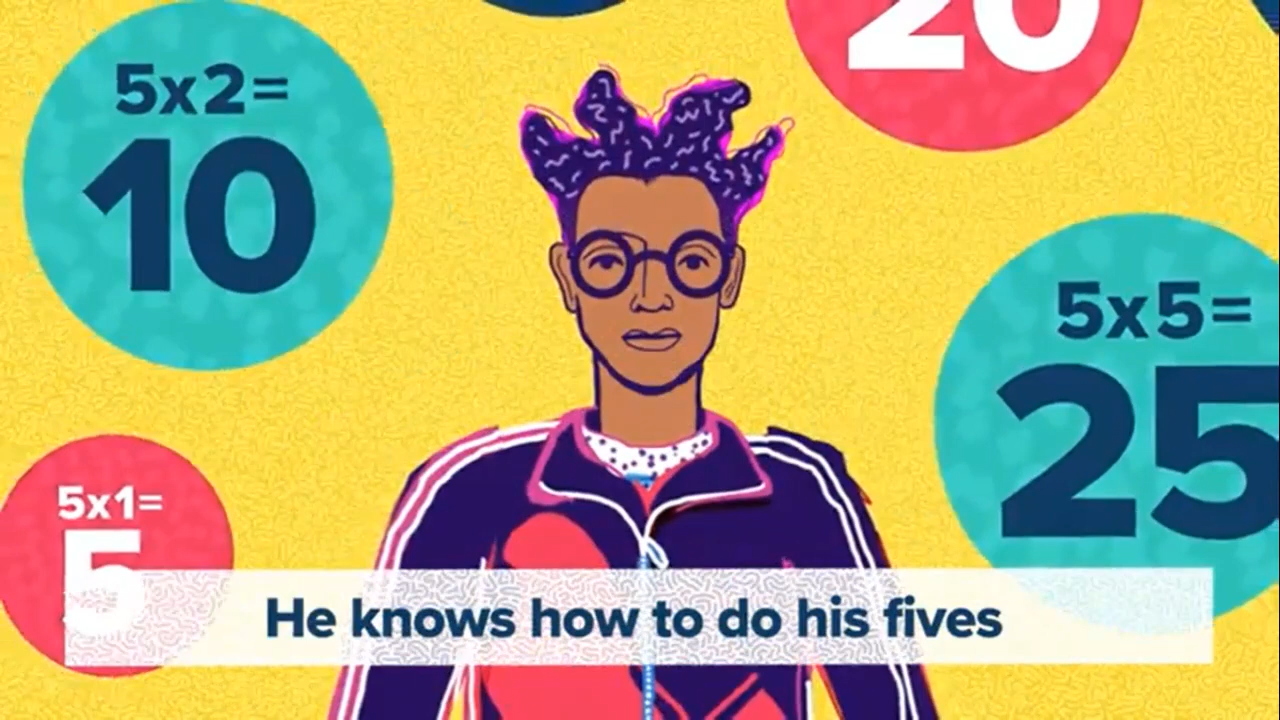 20
5x2=
10
5x5=
25
5x1=
5
He knows how to do his fives